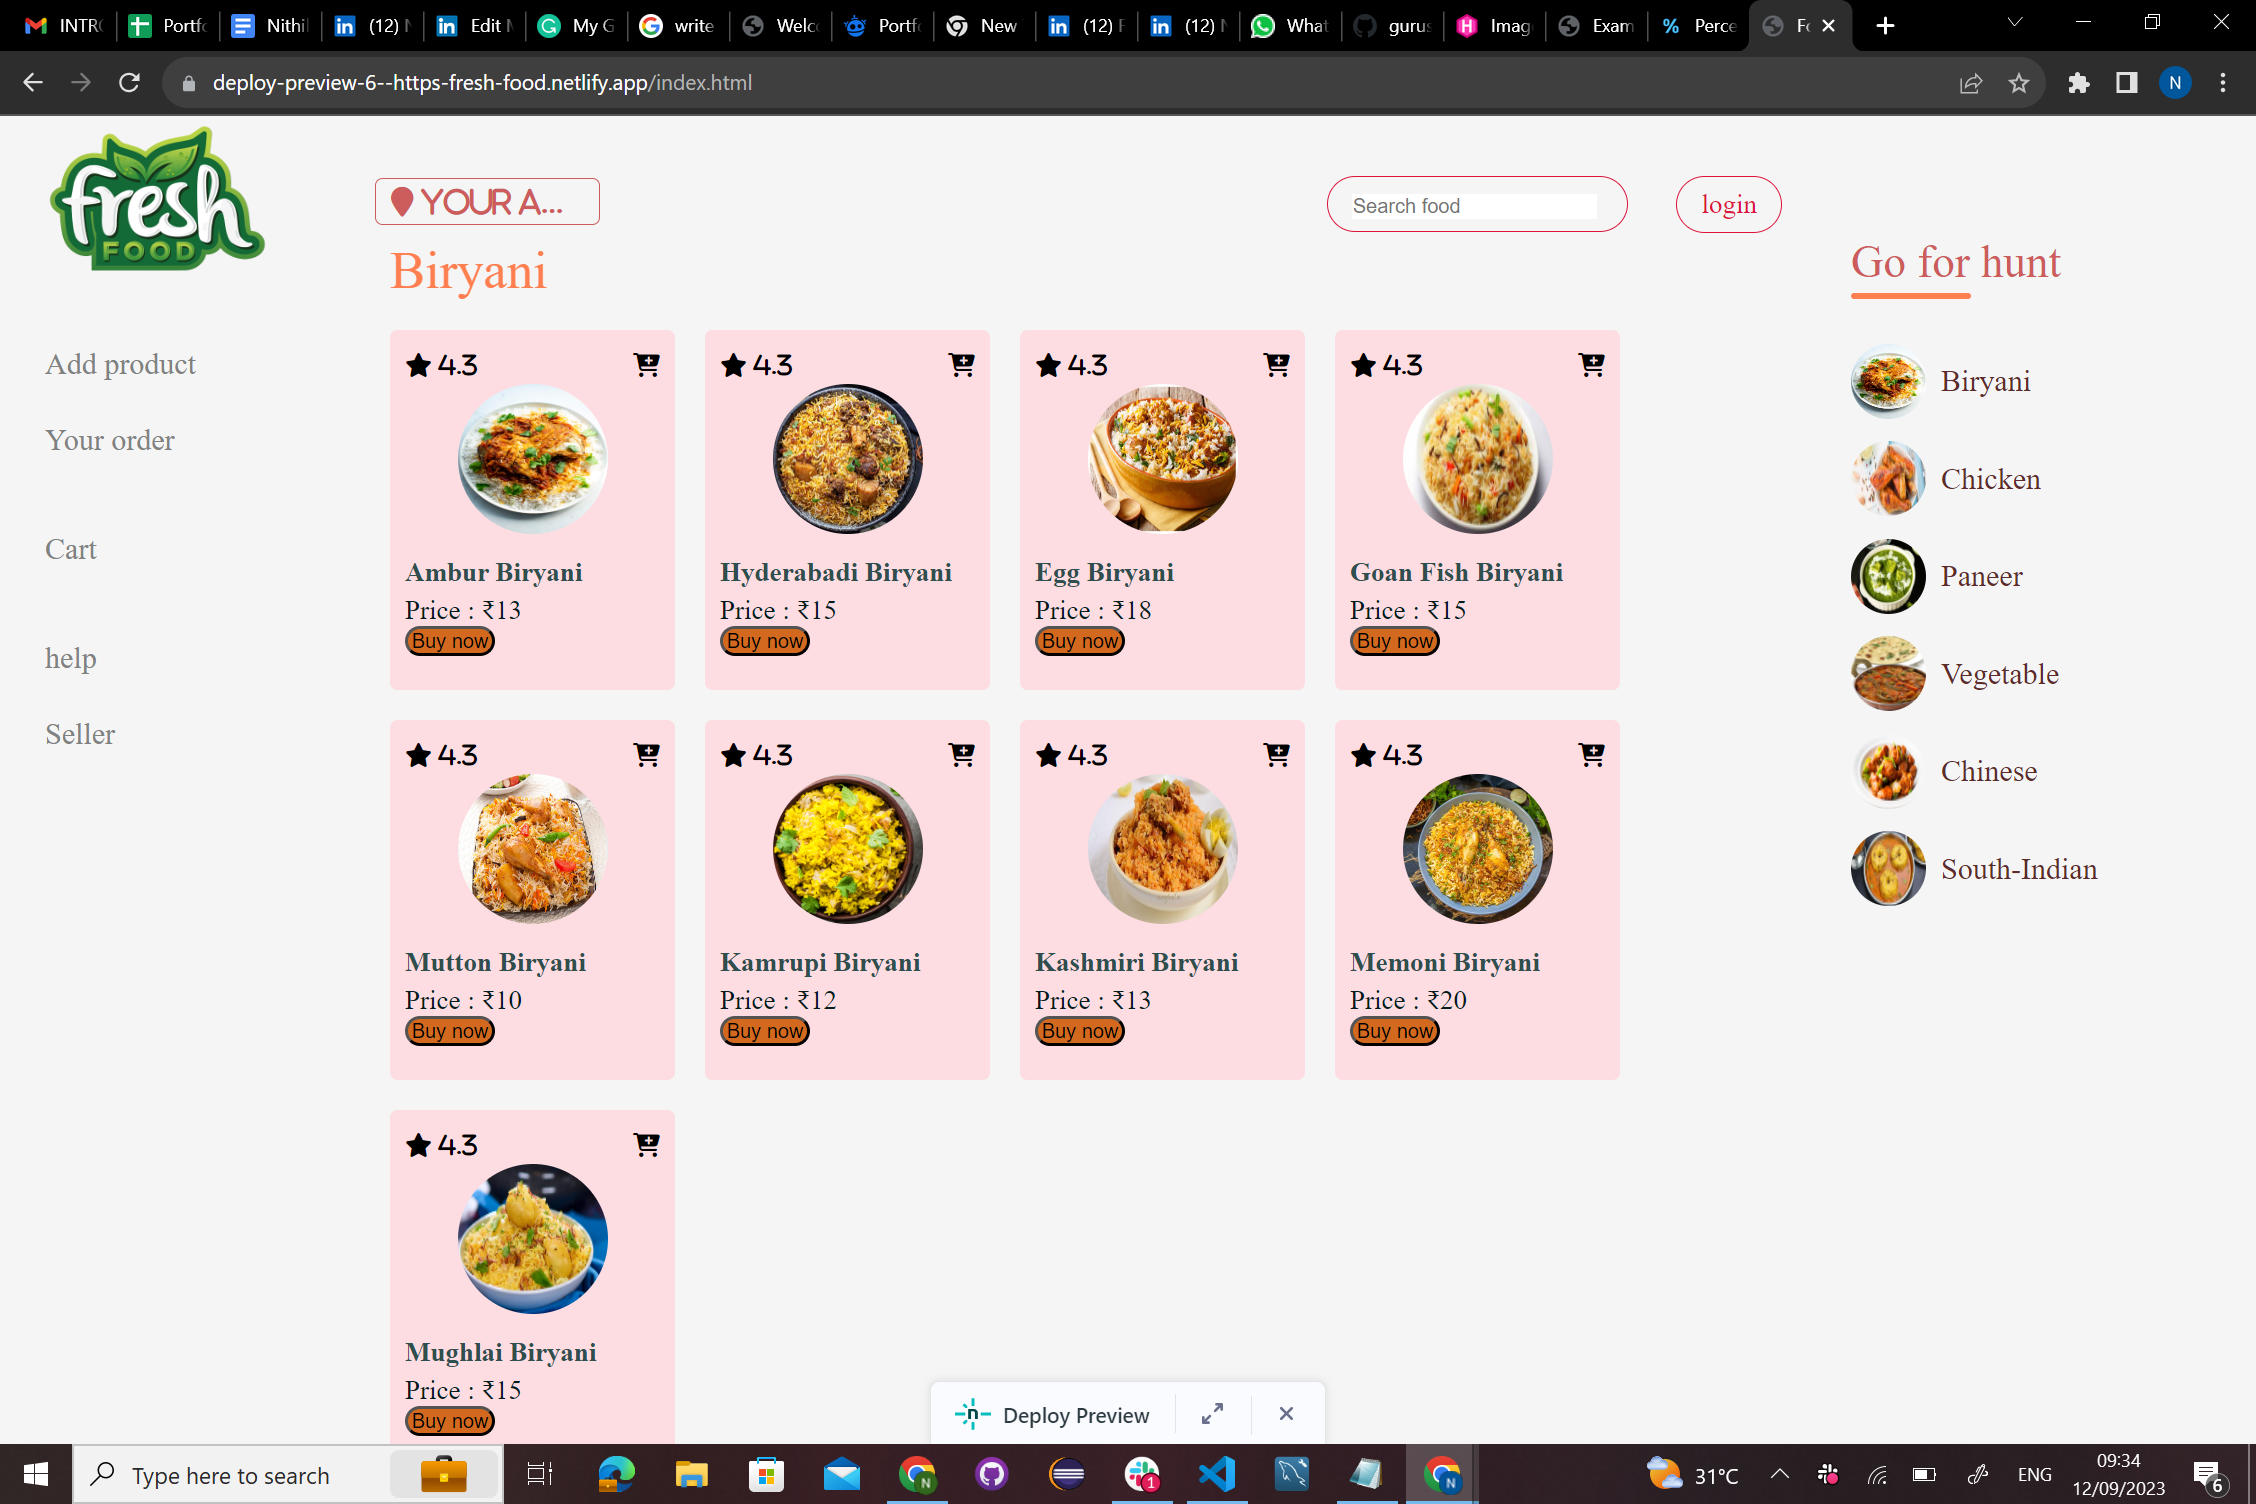 INTRO
Portfo
Nithil
(12) N
Edit M
My G
write
Welco
Portfo
New
(12) F
(12) N
What
gurus
Imag
Exam
Perce
Fo
deploy-preview-6--https-fresh-food.netlify.app/index.html
N
fresh
FOOD
YOUR A...
Search food
login
Biryani
Go for hunt
Add product
Your order
Cart
help
Seller
4.3
Ambur Biryani
Price : ₹13
Buy now
4.3
Hyderabadi Biryani
Price : ₹15
Buy now
4.3
Egg Biryani
Price : ₹18
Buy now
4.3
Goan Fish Biryani
Price : ₹15
Buy now
4.3
Mutton Biryani
Price : ₹10
Buy now
4.3
Kamrupi Biryani
Price : ₹12
Buy now
4.3
Kashmiri Biryani
Price : ₹13
Buy now
4.3
Memoni Biryani
Price : ₹20
Buy now
4.3
Mughlai Biryani
Price : ₹15
Buy now
Biryani
Chicken
Paneer
Vegetable
Chinese
South-Indian
Deploy Preview
Type here to search
31°C
ENG
09:34
12/09/2023
6